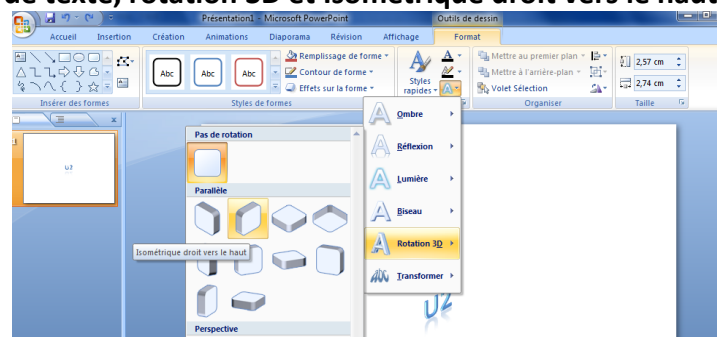 de texte, rotation 3D et isométrique droit vers le haut
Présentation1 - Microsoft PowerPoint
Outils de dessin
Accueil Insertion Création Animations Diaporama Révision Affichage Format
Abc Abc Abc
Remplissage de forme
Contour de forme
Effets sur la forme
Styles rapides
Mettre au premier plan
Mettre à l'arrière-plan
Volet Sélection
2,57 cm
2,74 cm
Insérer des formes Styles de formes Organiser Taille
x
U2
Pas de rotation
Parallèle
Isométrique droit vers le haut
Perspective
Ombre
Réflexion
Lumière
Biseau
Rotation 3D
Transformer
U2